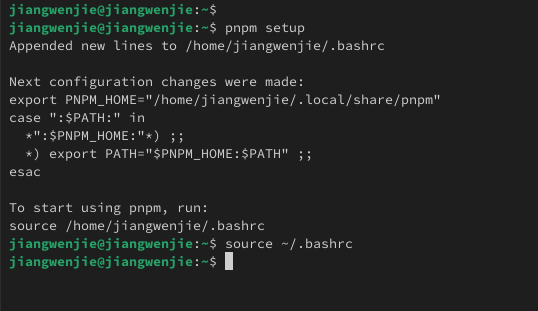 jiangwenjie@jiangwenjie:~$
jiangwenjie@jiangwenjie:~$ pnpm setup
Appended new lines to /home/jiangwenjie/.bashrc
Next configuration changes were made:
export PNPM_HOME="/home/jiangwenjie/.local/share/pnpm"
case ":$PATH:" in
  *":$PNPM_HOME:"*) ;;
  *) export PATH="$PNPM_HOME:$PATH" ;;
esac
To start using pnpm, run:
source /home/jiangwenjie/.bashrc
jiangwenjie@jiangwenjie:~$ source ~/.bashrc
jiangwenjie@jiangwenjie:~$